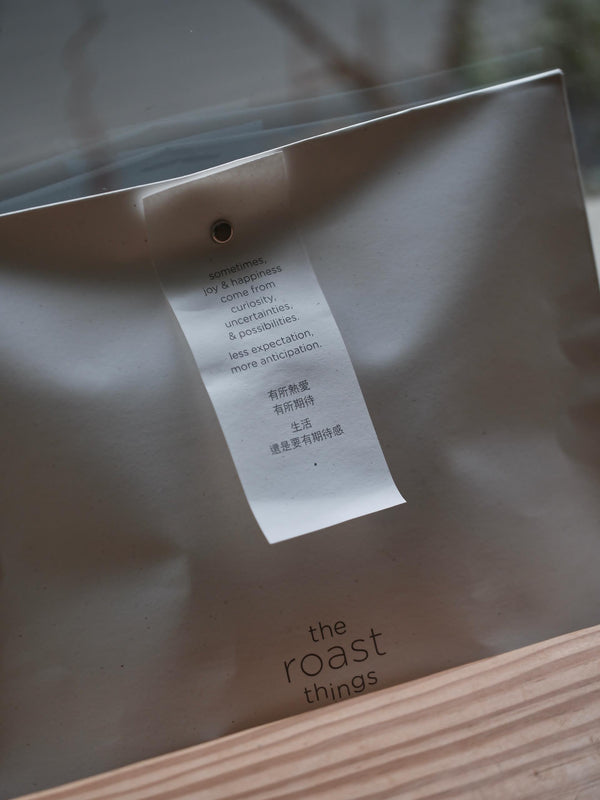 sometimes,
joy & happiness
come from
curiosity,
uncertainties,
& possibilities.
less expectation,
more anticipation.
有所熱愛
有所期待
生活
還是要有期待感
the
roast
things